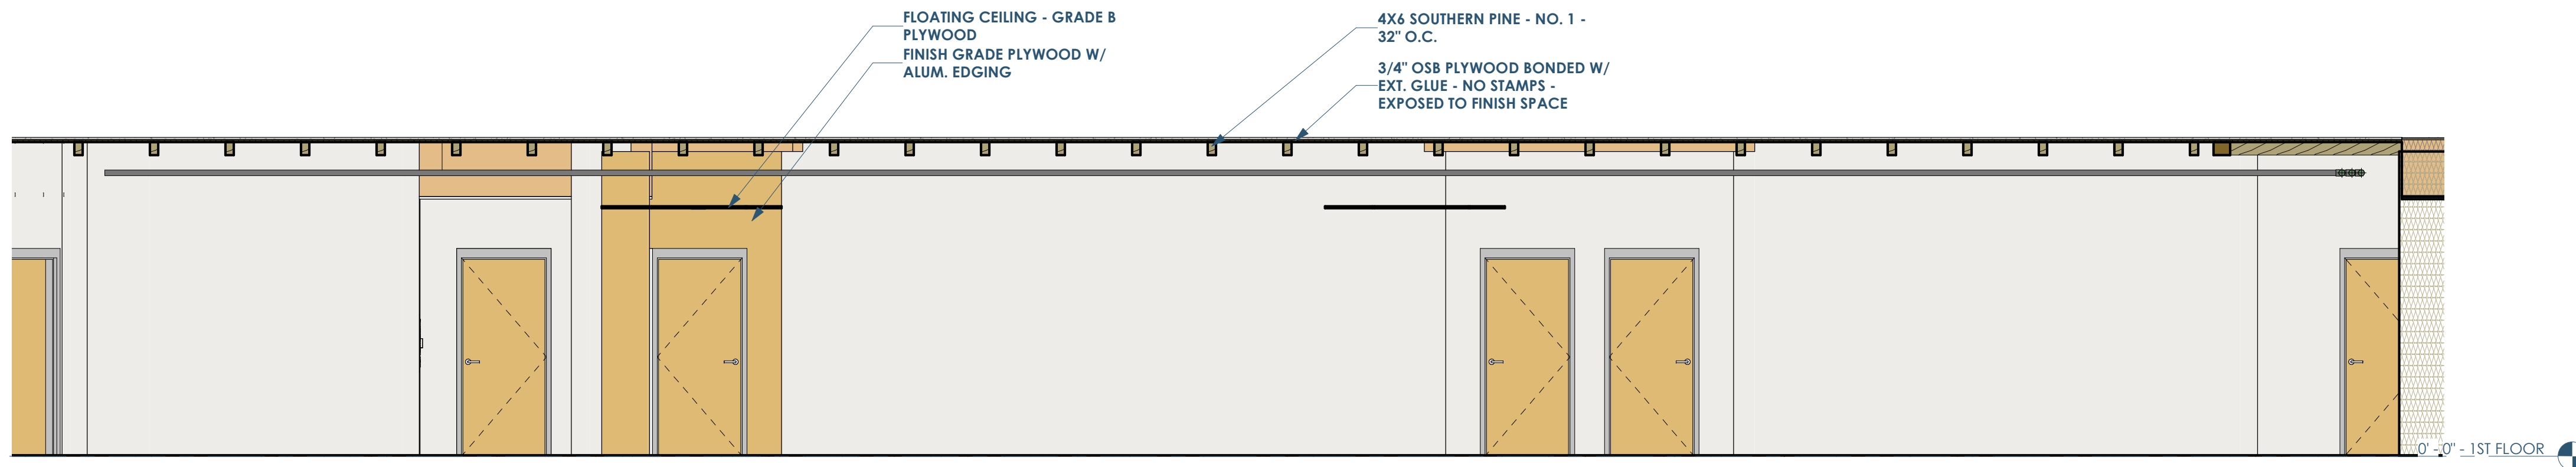 FLOATING CEILING - GRADE B
PLYWOOD
FINISH GRADE PLYWOOD W/
ALUM. EDGING
4X6 SOUTHERN PINE - NO. 1 -
32" O.C.
3/4" OSB PLYWOOD BONDED W/
EXT. GLUE - NO STAMPS -
EXPOSED TO FINISH SPACE
0' - 0" - 1ST FLOOR